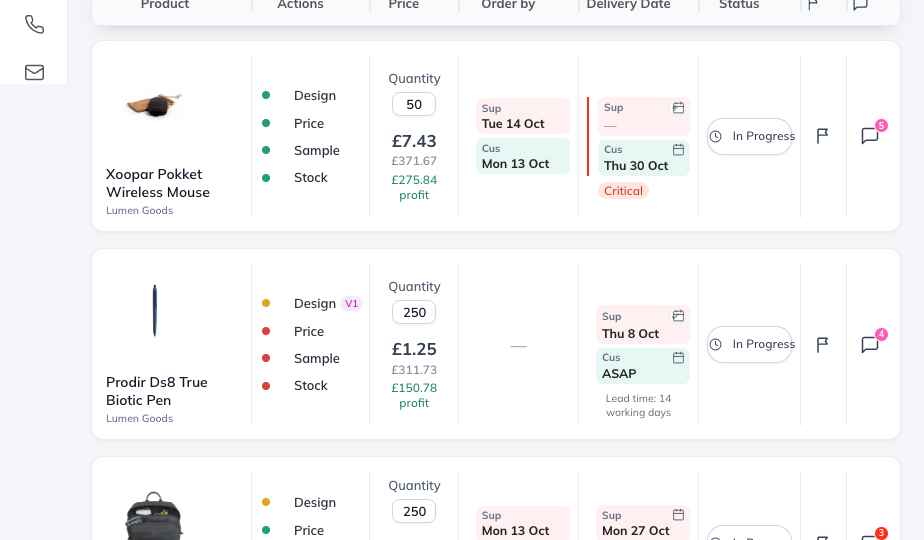 Product Actions Price Order by Delivery Date Status
Xoopar Pokket
Wireless Mouse
Lumen Goods
Design
Price
Sample
Stock
Quantity
50
£7.43
£371.67
£275.84
profit
Sup
Tue 14 Oct
Cus
Mon 13 Oct
Sup
—
Cus
Thu 30 Oct
Critical
In Progress
5
Prodir Ds8 True
Biotic Pen
Lumen Goods
Design V1
Price
Sample
Stock
Quantity
250
£1.25
£311.73
£150.78
profit
—
Sup
Thu 8 Oct
Cus
ASAP
Lead time: 14
working days
In Progress
4
Design
Price
Quantity
250
Sup
Mon 13 Oct
Sup
Mon 27 Oct
In Progress
3